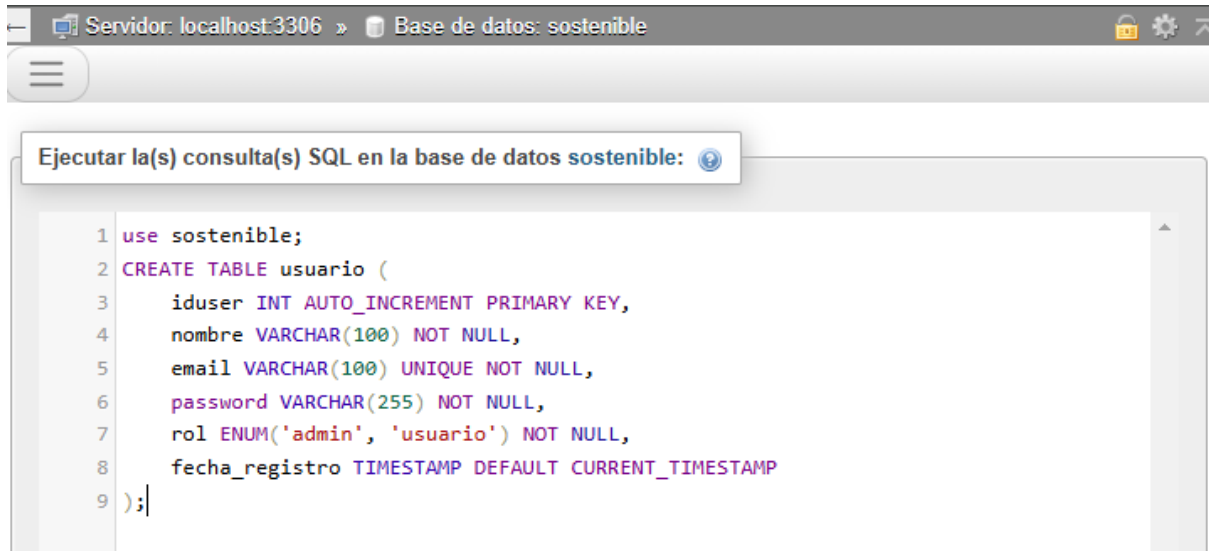 Servidor: localhost:3306 » Base de datos: sostenible
Ejecutar la(s) consulta(s) SQL en la base de datos sostenible:
1 use sostenible;
2 CREATE TABLE usuario (
3 iduser INT AUTO_INCREMENT PRIMARY KEY,
4 nombre VARCHAR(100) NOT NULL,
5 email VARCHAR(100) UNIQUE NOT NULL,
6 password VARCHAR(255) NOT NULL,
7 rol ENUM('admin', 'usuario') NOT NULL,
8 fecha_registro TIMESTAMP DEFAULT CURRENT_TIMESTAMP
9 );